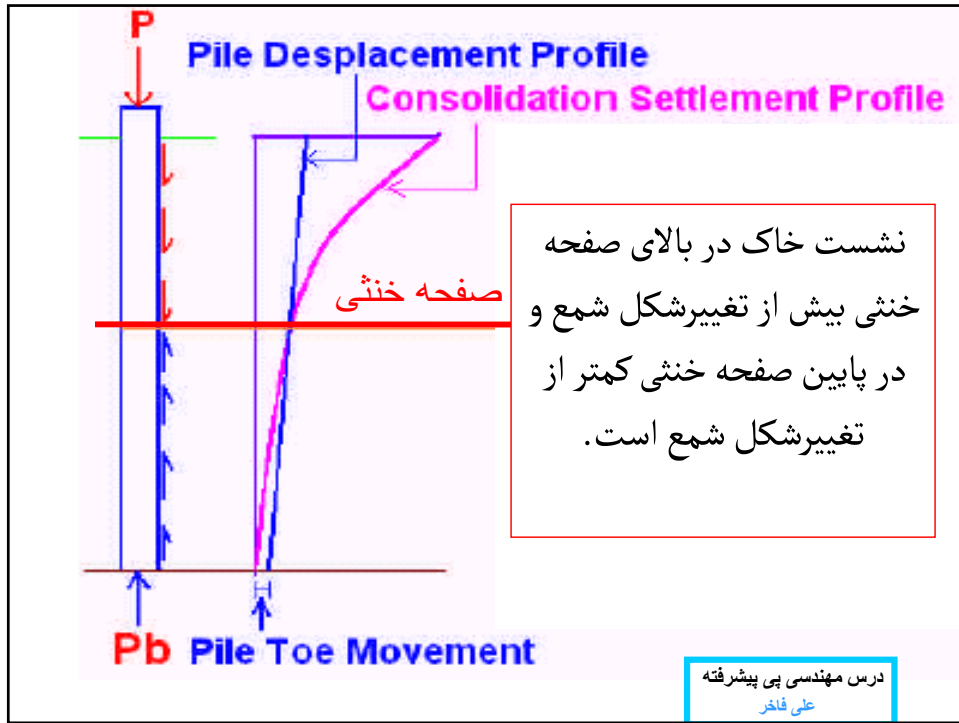 P
Pile Desplacement Profile
Consolidation Settlement Profile
نشست خاک در بالای صفحه
خنثی بیش از تغییرشکل شمع و
در پایین صفحه خنثی کمتر از
تغییرشکل شمع است.
صفحه خنثی
Pb Pile Toe Movement
درس مهندسی پی پیشرفته
علی فاخر